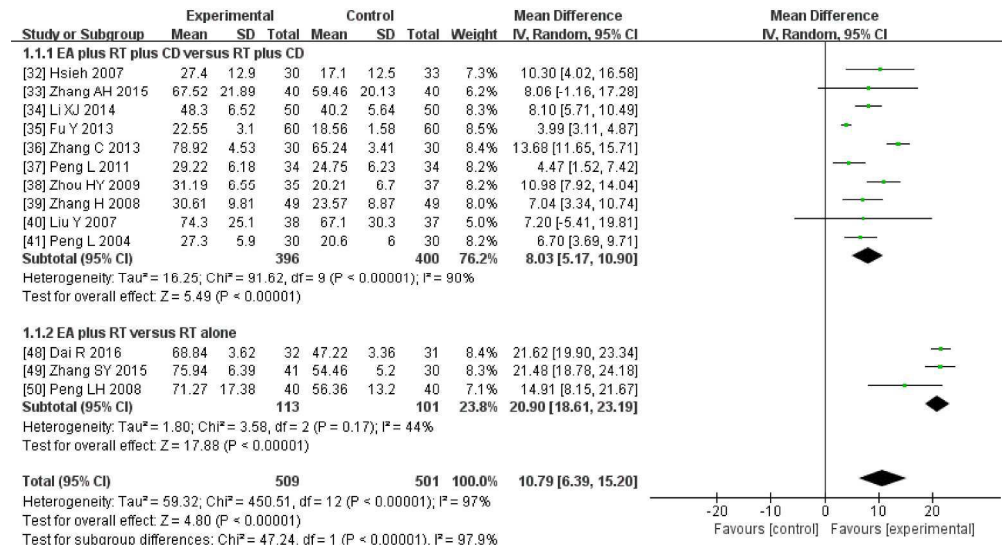 Experimental Control Mean Difference Mean Difference
Study or Subgroup Mean SD Total Mean SD Total Weight IV, Random, 95% CI IV, Random, 95% CI
1.1.1 EA plus RT plus CD versus RT plus CD
[32] Hsieh 2007 27.4 12.9 30 17.1 12.5 33 7.3% 10.30 [4.02, 16.58]
[33] Zhang AH 2015 67.52 21.89 40 59.46 20.13 40 6.2% 8.06 [-1.16, 17.28]
[34] Li XJ 2014 48.3 6.52 50 40.2 5.64 50 8.3% 8.10 [5.71, 10.49]
[35] Fu Y 2013 22.55 3.1 60 18.56 1.58 60 8.5% 3.99 [3.11, 4.87]
[36] Zhang C 2013 78.92 4.53 30 65.24 3.41 30 8.4% 13.68 [11.65, 15.71]
[37] Peng L 2011 29.22 6.18 34 24.75 6.23 34 8.2% 4.47 [1.52, 7.42]
[38] Zhou HY 2009 31.19 6.55 35 20.21 6.7 37 8.2% 10.98 [7.92, 14.04]
[39] Zhang H 2008 30.61 9.81 49 23.57 8.87 49 8.1% 7.04 [3.34, 10.74]
[40] Liu Y 2007 74.3 25.1 38 67.1 30.3 37 5.0% 7.20 [-5.41, 19.81]
[41] Peng L 2004 27.3 5.9 30 20.6 6 30 8.2% 6.70 [3.69, 9.71]
Subtotal (95% CI) 396 400 76.2% 8.03 [5.17, 10.90]
Heterogeneity: Tau² = 16.25; Chi² = 91.62, df = 9 (P < 0.00001); I² = 90%
Test for overall effect: Z = 5.49 (P < 0.00001)
1.1.2 EA plus RT versus RT alone
[48] Dai R 2016 68.84 3.62 32 47.22 3.36 31 8.4% 21.62 [19.90, 23.34]
[49] Zhang SY 2015 75.94 6.39 41 54.46 5.2 30 8.3% 21.48 [18.78, 24.18]
[50] Peng LH 2008 71.27 17.38 40 56.36 13.2 40 7.1% 14.91 [8.15, 21.67]
Subtotal (95% CI) 113 101 23.8% 20.90 [18.61, 23.19]
Heterogeneity: Tau² = 1.80; Chi² = 3.58, df = 2 (P = 0.17); I² = 44%
Test for overall effect: Z = 17.88 (P < 0.00001)
Total (95% CI) 509 501 100.0% 10.79 [6.39, 15.20]
Heterogeneity: Tau² = 59.32; Chi² = 450.51, df = 12 (P < 0.00001); I² = 97%
Test for overall effect: Z = 4.80 (P < 0.00001)
Test for subgroup differences: Chi² = 47.24, df = 1 (P < 0.00001), I² = 97.9%
-20 -10 0 10 20
Favours [control] Favours [experimental]